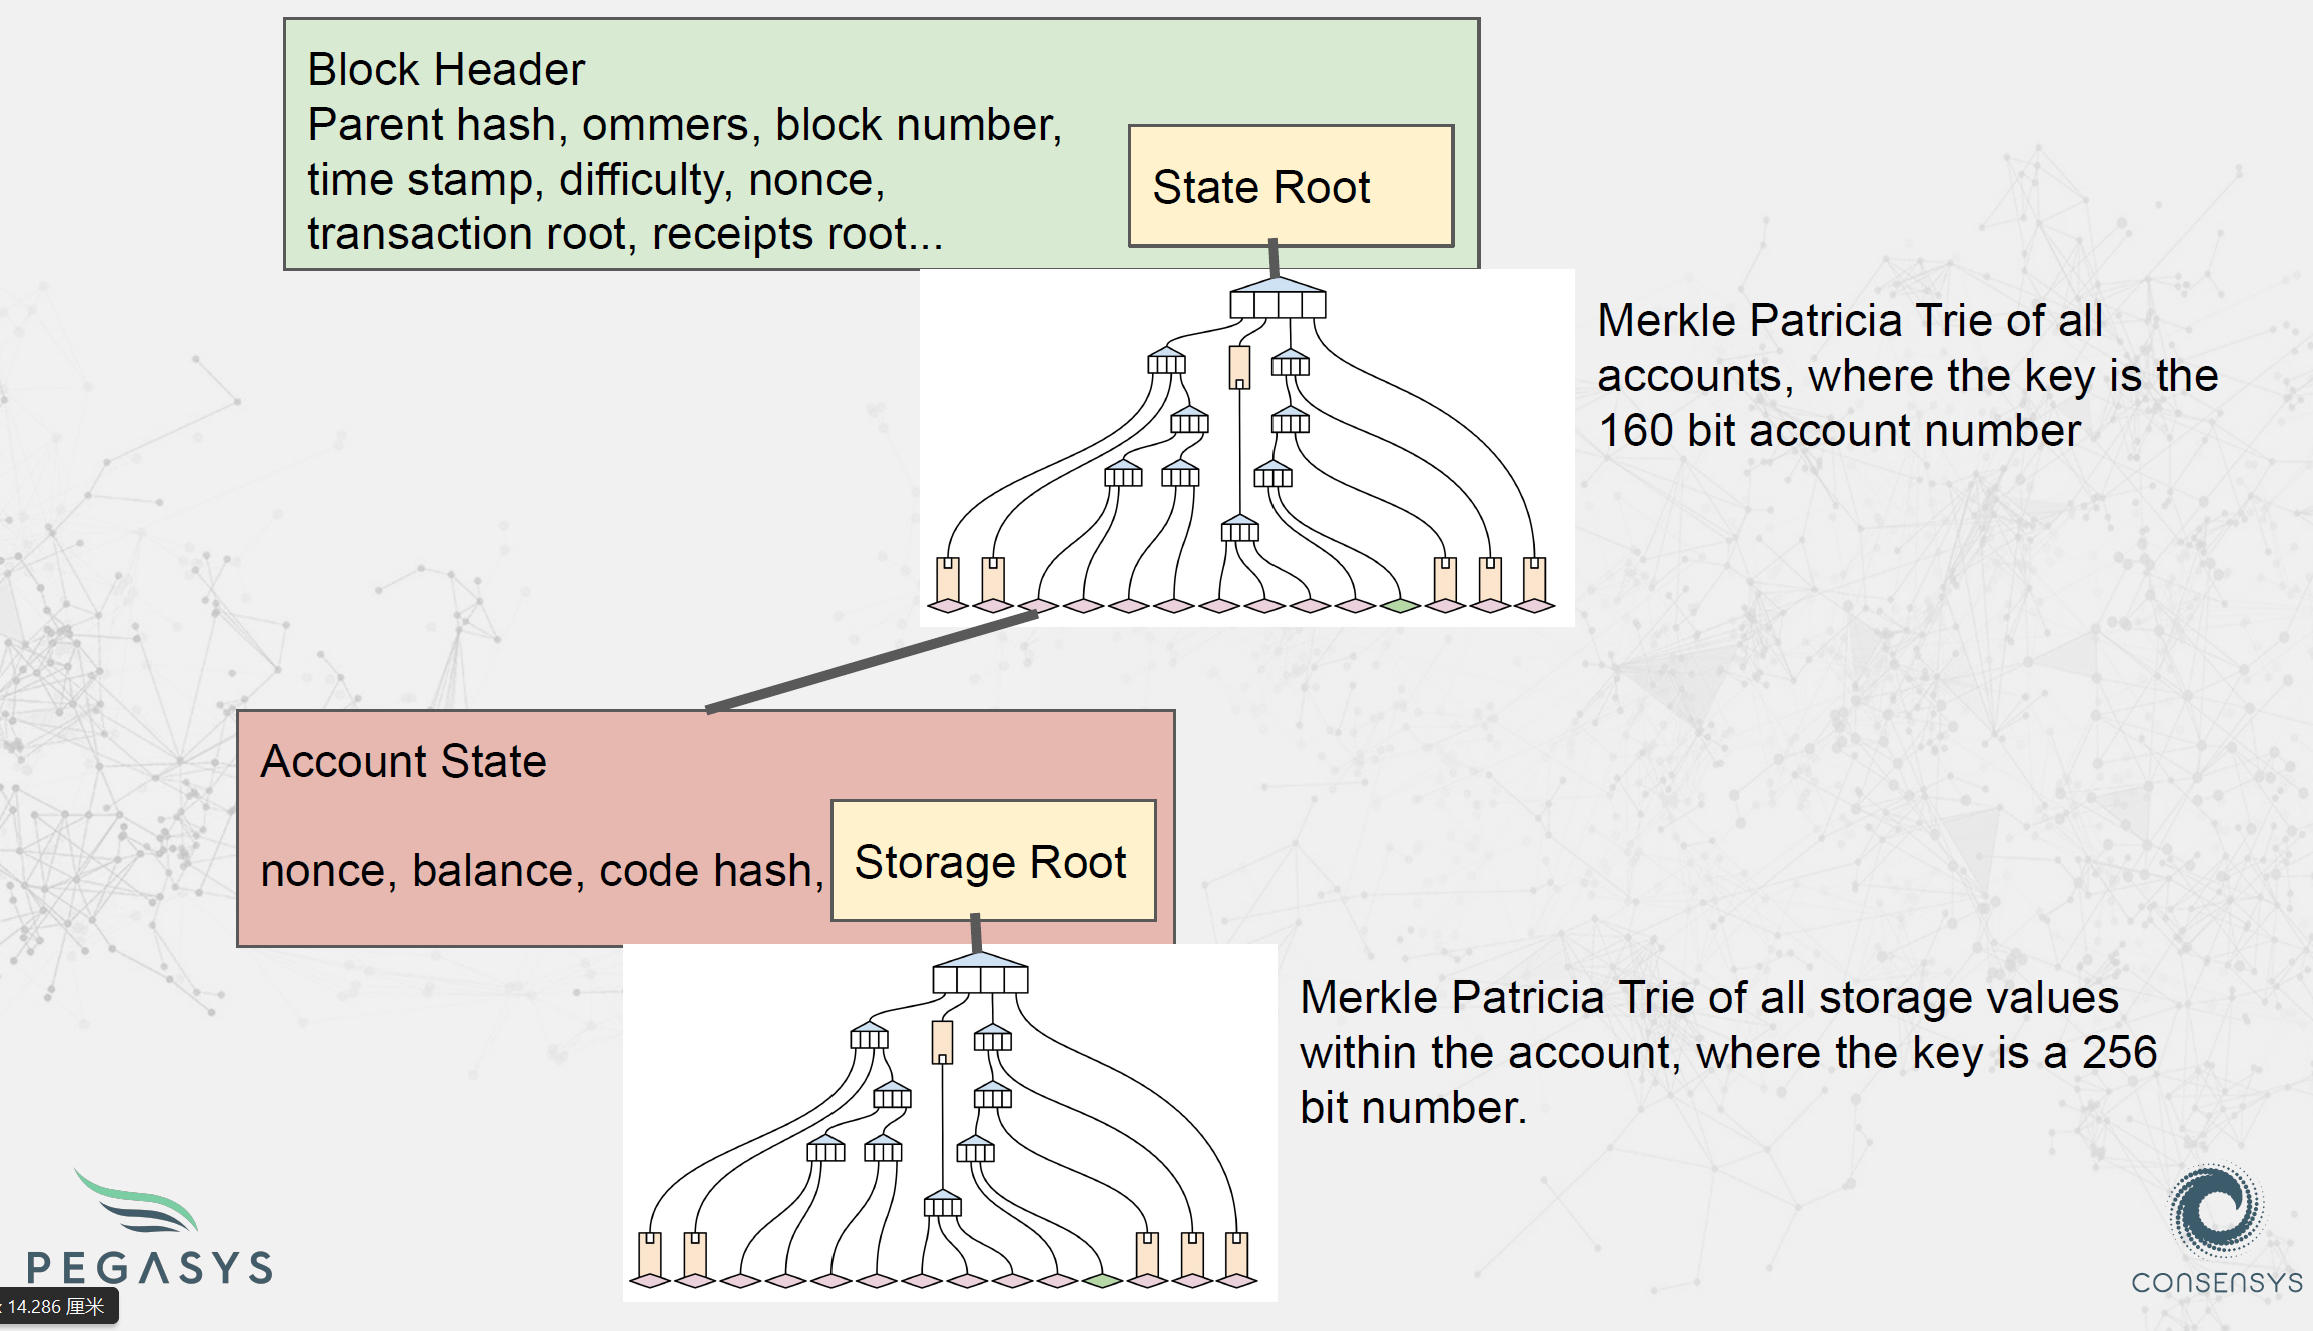 Block Header
Parent hash, ommers, block number,
time stamp, difficulty, nonce,
transaction root, receipts root...
State Root
Merkle Patricia Trie of all
accounts, where the key is the
160 bit account number
Account State
nonce, balance, code hash,
Storage Root
Merkle Patricia Trie of all storage values
within the account, where the key is a 256
bit number.
PEGASYS
x 14.286 厘米
CONSENSYS